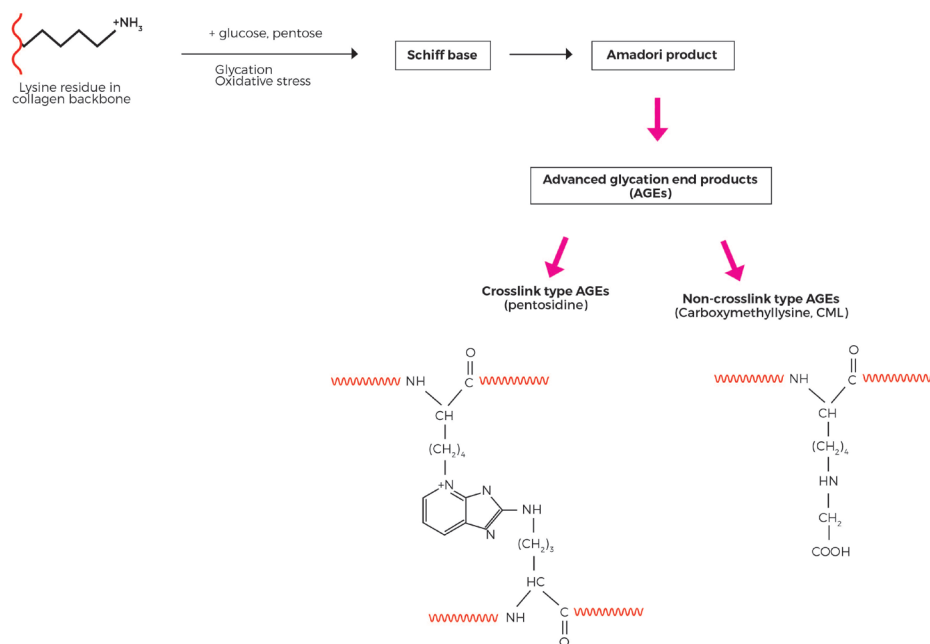 +NH₃
Lysine residue in
collagen backbone
+ glucose, pentose
Glycation
Oxidative stress
Schiff base
Amadori product
Advanced glycation end products
(AGEs)
Crosslink type AGEs
(pentosidine)
Non-crosslink type AGEs
(Carboxymethyllysine, CML)
O
NH C
CH
(CH₂)₄
+N N
NH
N
(CH₂)₃
HC
NH C
O
O
NH C
CH
(CH₂)₄
HN
CH₂
COOH